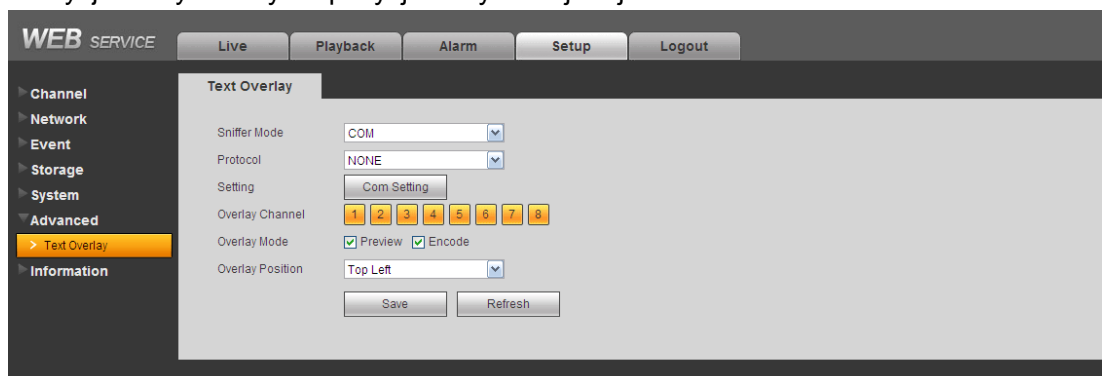 WEB SERVICE
Live Playback Alarm Setup Logout
Channel
Network
Event
Storage
System
Advanced
> Text Overlay
Information
Text Overlay
Sniffer Mode COM
Protocol NONE
Setting Com Setting
Overlay Channel 1 2 3 4 5 6 7 8
Overlay Mode Preview Encode
Overlay Position Top Left
Save Refresh